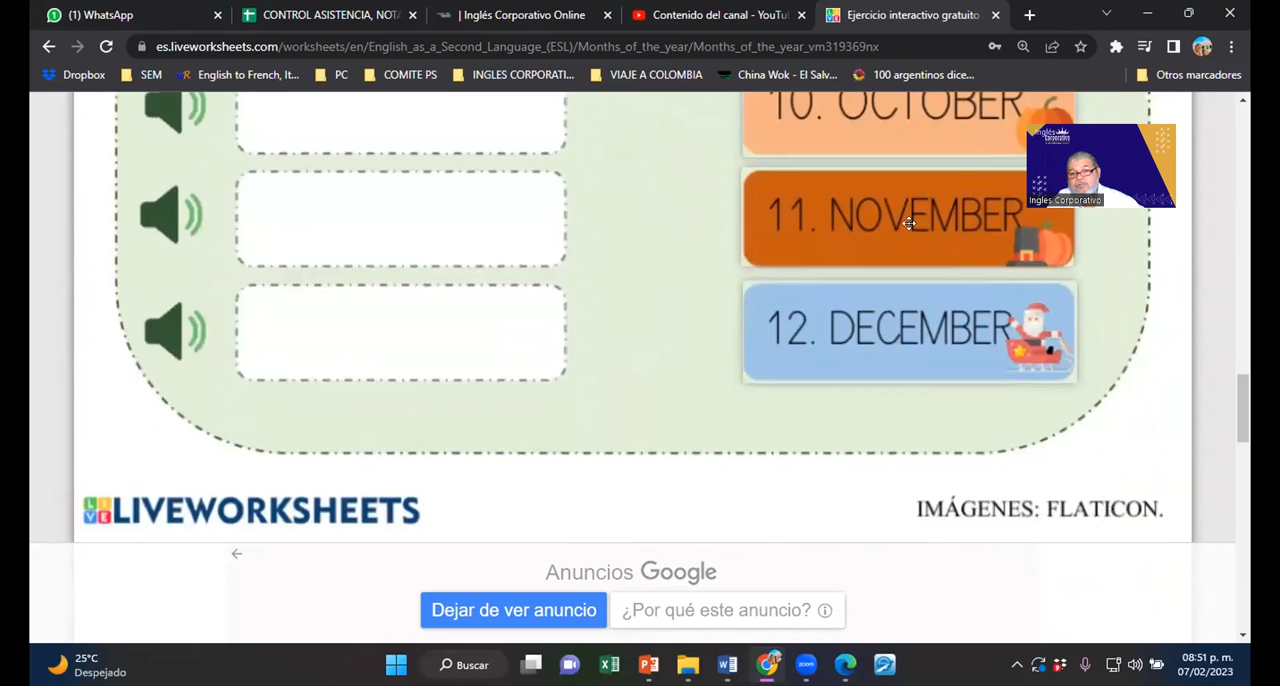 (1) WhatsApp
CONTROL ASISTENCIA, NOTA
| Inglés Corporativo Online
Contenido del canal - YouTu
Ejercicio interactivo gratuito
es.liveworksheets.com/worksheets/en/English_as_a_Second_Language_(ESL)/Months_of_the_year/Months_of_the_year_vm319369nx
Dropbox
SEM
English to French, It...
PC
COMITE PS
INGLES CORPORATI...
VIAJE A COLOMBIA
China Wok - El Salv...
100 argentinos dice...
Otros marcadores
10. OCTOBER
Inglés
Corporativo
Ingles Corporativo
11. NOVEMBER
12. DECEMBER
LIVEWORKSHEETS
IMÁGENES: FLATICON.
Anuncios Google
Dejar de ver anuncio
¿Por qué este anuncio?
25°C
Despejado
Buscar
08:51 p. m.
07/02/2023